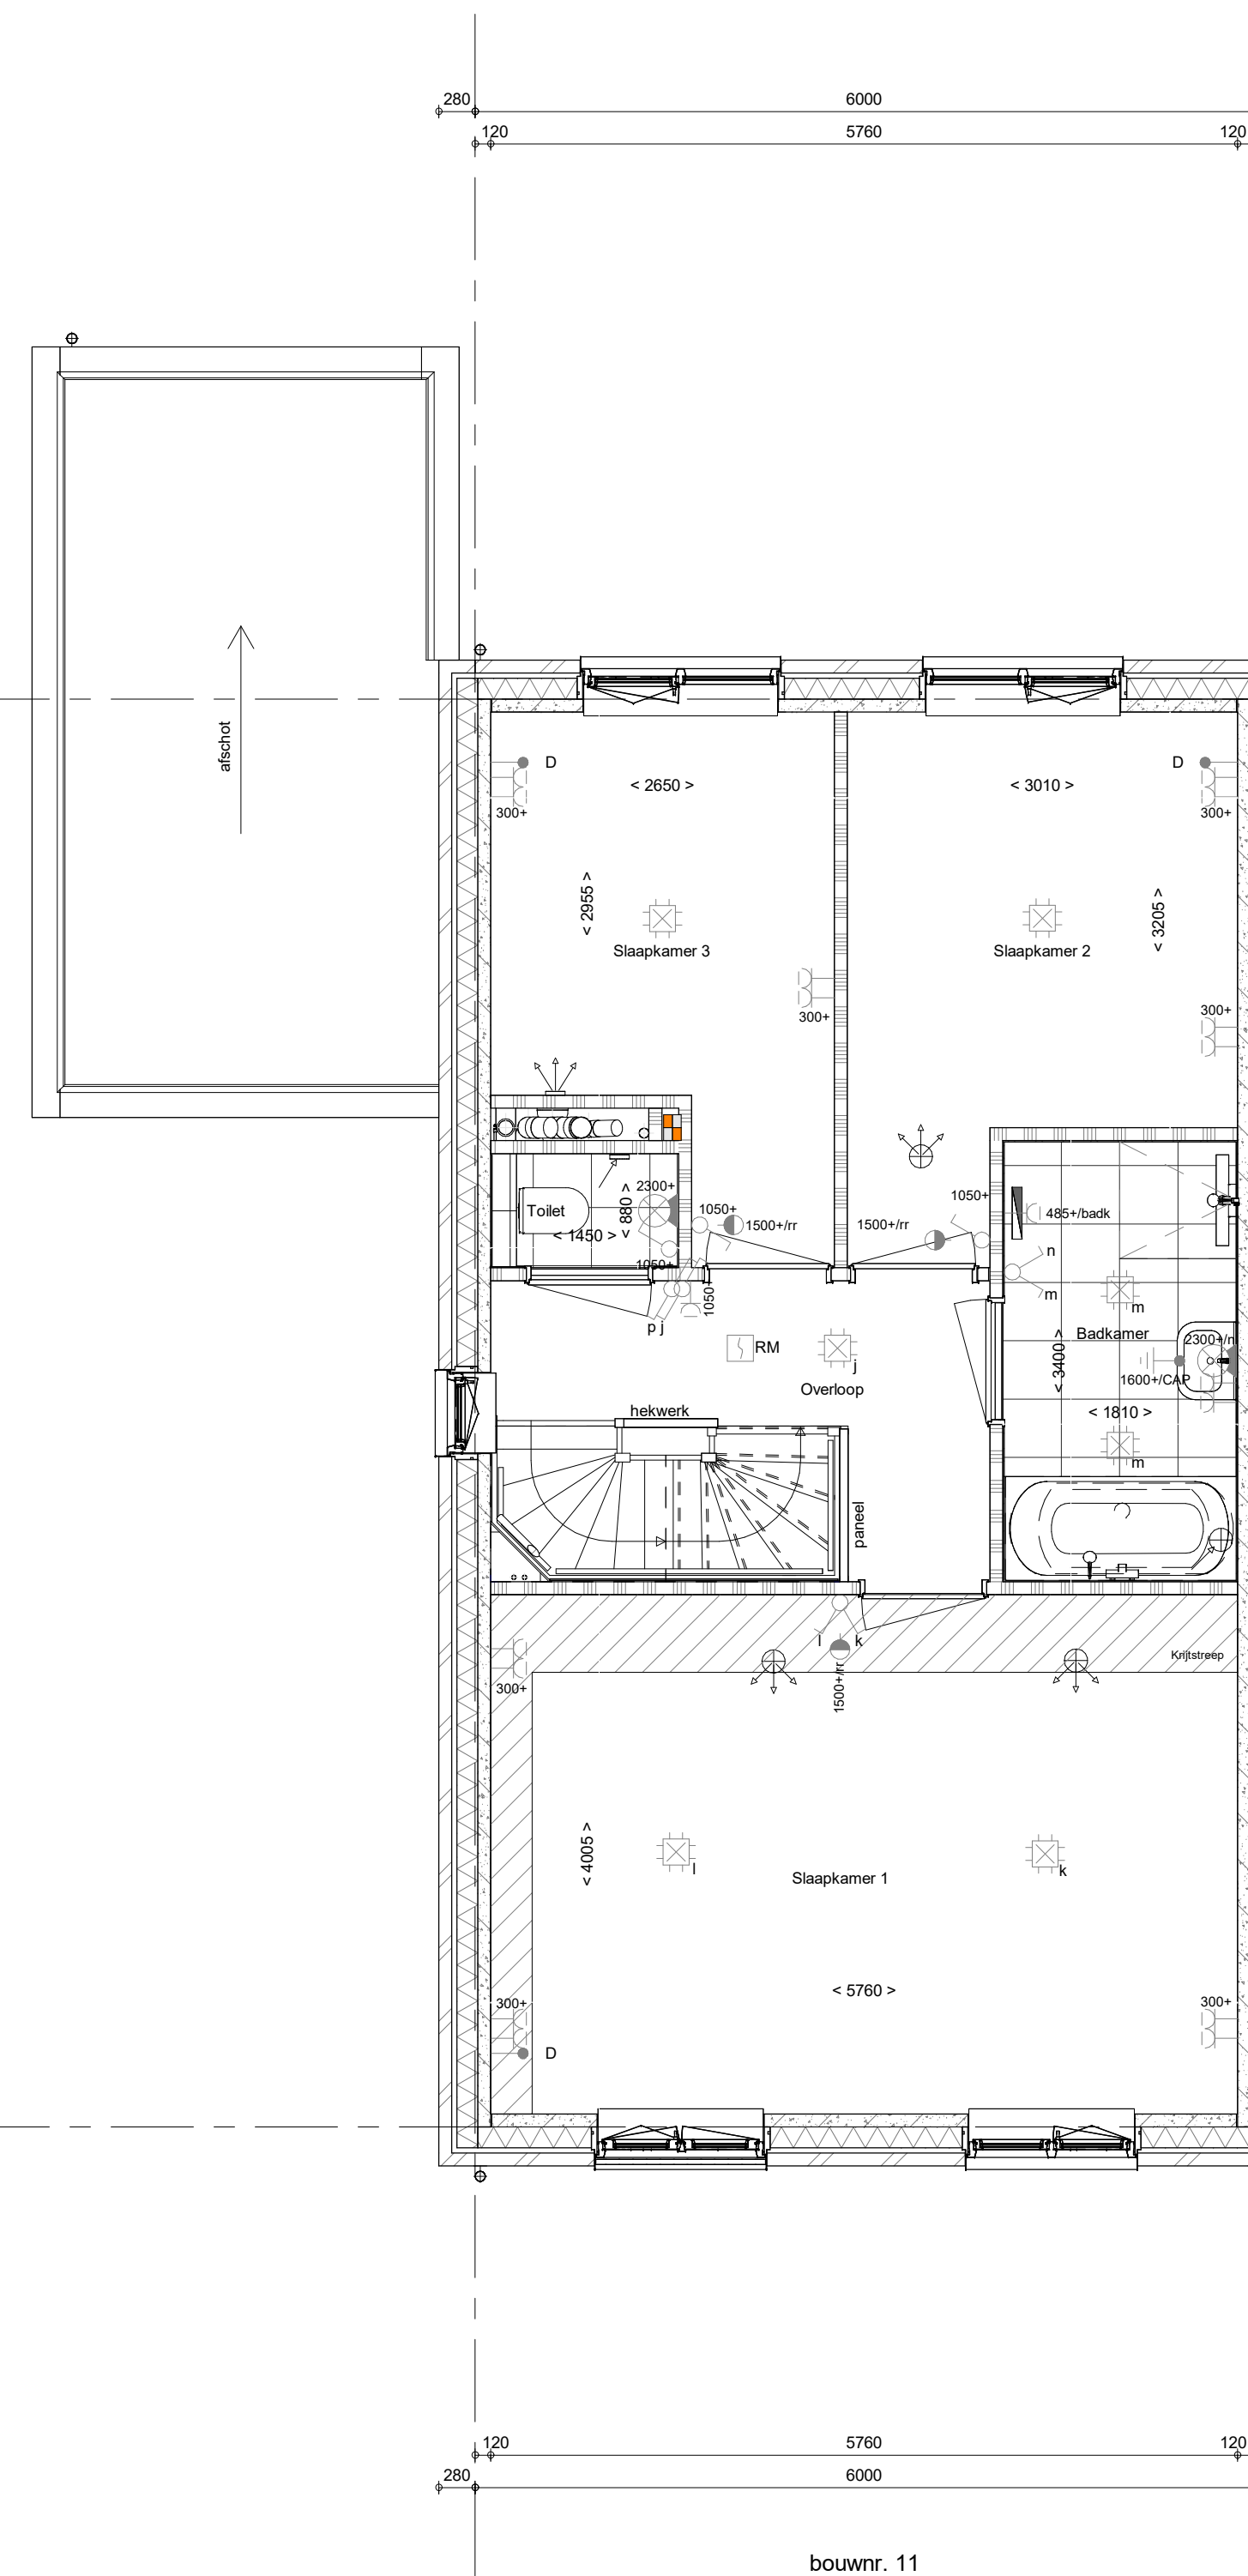 280
6000
120
5760
120
afschot
D
< 2650 >
< 3010 >
D
300+
300+
< 2955 >
< 3205 >
Slaapkamer 3
Slaapkamer 2
300+
300+
2300+
1050+
1050+
Toilet
< 880 >
485+/badk
1500+/rr
1500+/rr
< 1450 >
n
1050+
1050+
m
m
p j
Badkamer
2300+/n
RM
j
< 3400 >
1600+/CAP
Overloop
hekwerk
< 1810 >
m
paneel
l
k
Krijtstreep
300+
1500+/rr
< 4005 >
l
Slaapkamer 1
k
< 5760 >
300+
300+
D
120
5760
120
280
6000
bouwnr. 11